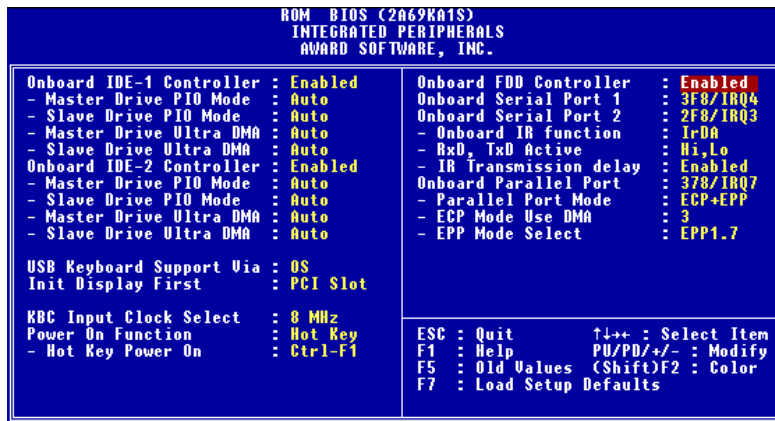 ROM BIOS (2A69KA1S)
INTEGRATED PERIPHERALS
AWARD SOFTWARE, INC.
Onboard IDE-1 Controller : Enabled
- Master Drive PIO Mode : Auto
- Slave Drive PIO Mode : Auto
- Master Drive Ultra DMA : Auto
- Slave Drive Ultra DMA : Auto
Onboard IDE-2 Controller : Enabled
- Master Drive PIO Mode : Auto
- Slave Drive PIO Mode : Auto
- Master Drive Ultra DMA : Auto
- Slave Drive Ultra DMA : Auto
USB Keyboard Support Via : OS
Init Display First : PCI Slot
KBC Input Clock Select : 8 MHz
Power On Function : Hot Key
- Hot Key Power On : Ctrl-F1
Onboard FDD Controller : Enabled
Onboard Serial Port 1 : 3F8/IRQ4
Onboard Serial Port 2 : 2F8/IRQ3
- Onboard IR function : IrDA
- RxD, TxD Active : Hi,Lo
- IR Transmission delay : Enabled
Onboard Parallel Port : 378/IRQ7
- Parallel Port Mode : ECP+EPP
- ECP Mode Use DMA : 3
- EPP Mode Select : EPP1.7
ESC : Quit ↑↓→← : Select Item
F1 : Help PU/PD/+/- : Modify
F5 : Old Values (Shift)F2 : Color
F7 : Load Setup Defaults